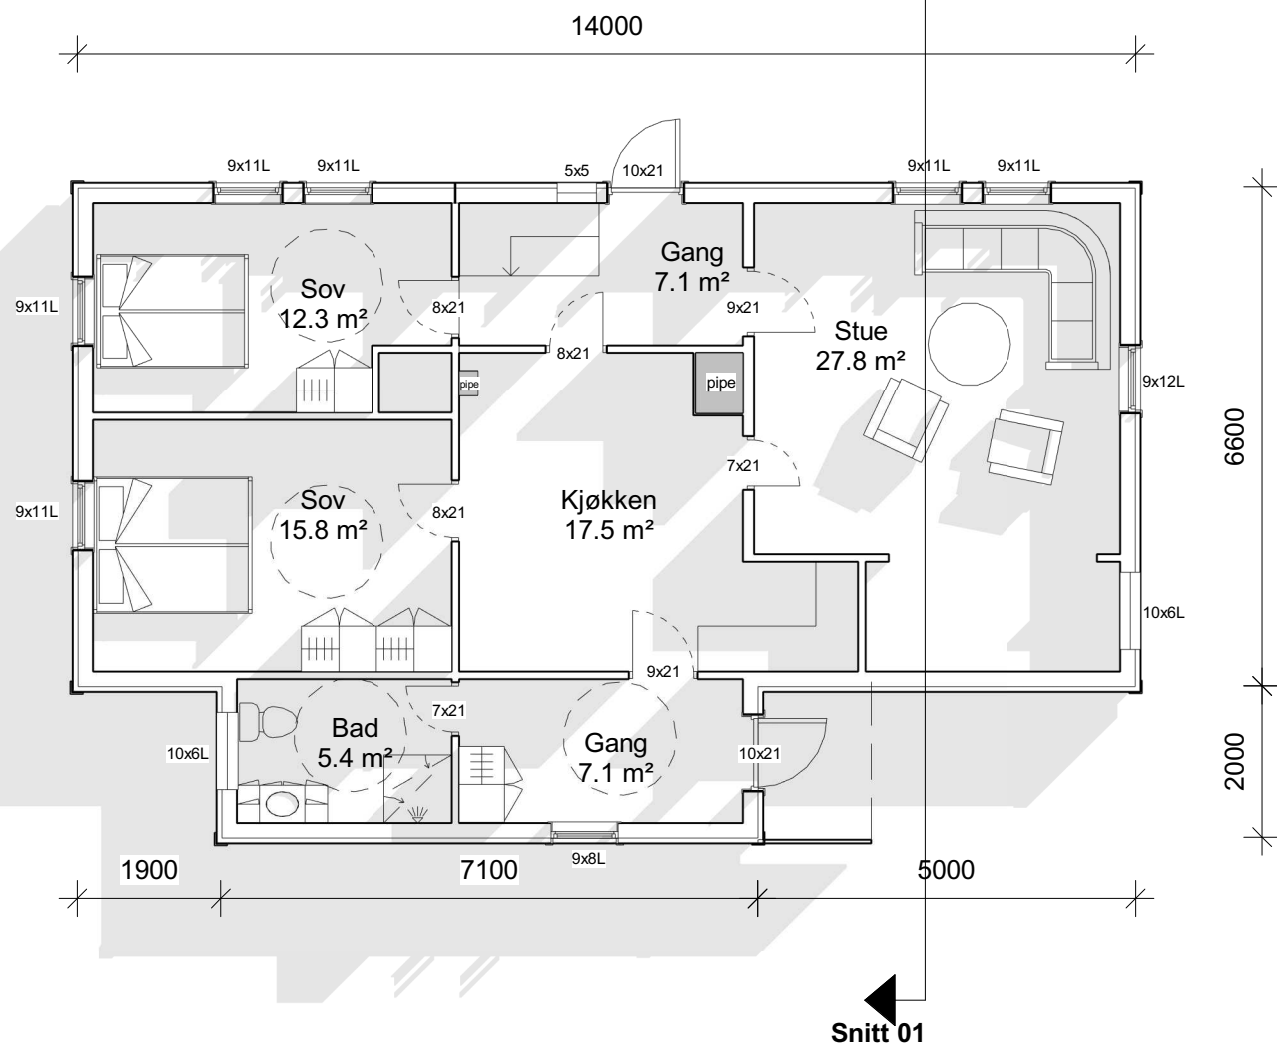 14000
9x11L
9x11L
5x5
10x21
9x11L
9x11L
Gang
7.1 m²
Sov
12.3 m²
9x11L
8x21
9x21
Stue
27.8 m²
8x21
pipe
pipe
9x12L
6600
7x21
Sov
15.8 m²
Kjøkken
17.5 m²
9x11L
8x21
10x6L
9x21
7x21
Bad
5.4 m²
Gang
7.1 m²
10x6L
10x21
2000
9x8L
1900
7100
5000
Snitt 01